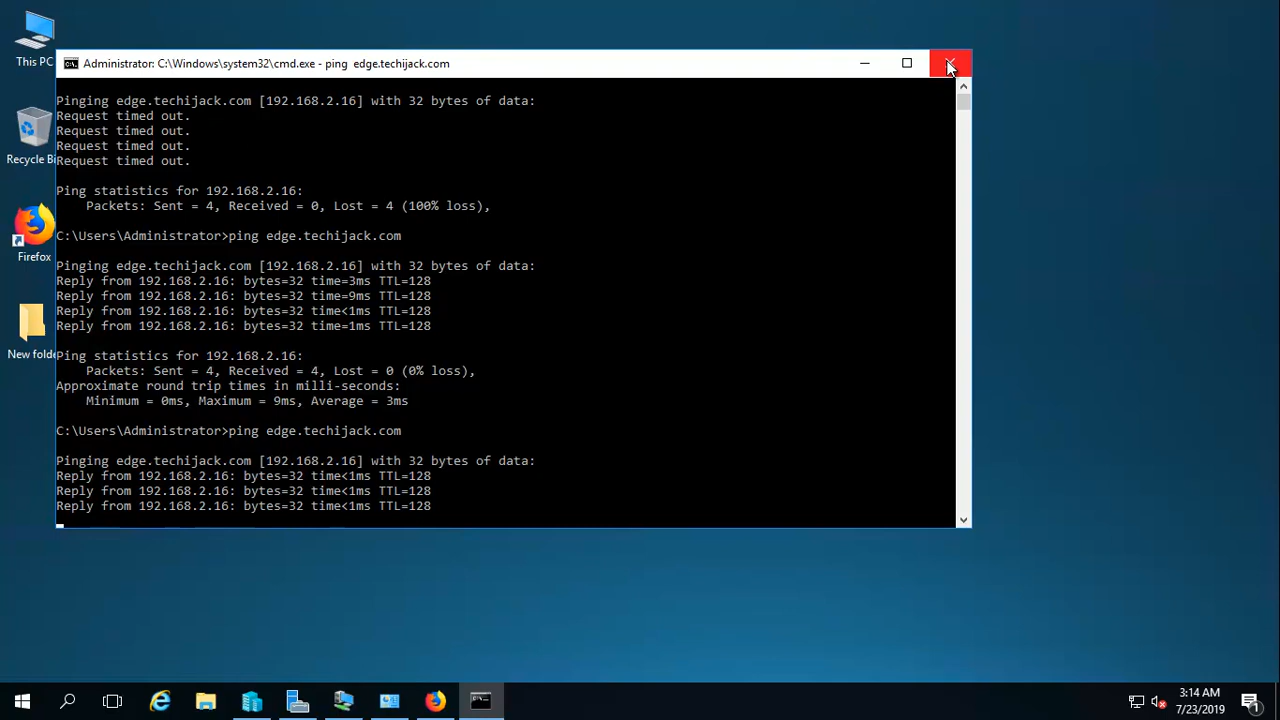 This PC
Administrator: C:\Windows\system32\cmd.exe - ping  edge.techijack.com
Pinging edge.techijack.com [192.168.2.16] with 32 bytes of data:
Request timed out.
Request timed out.
Request timed out.
Request timed out.
Ping statistics for 192.168.2.16:
    Packets: Sent = 4, Received = 0, Lost = 4 (100% loss),
C:\Users\Administrator>ping edge.techijack.com
Pinging edge.techijack.com [192.168.2.16] with 32 bytes of data:
Reply from 192.168.2.16: bytes=32 time=3ms TTL=128
Reply from 192.168.2.16: bytes=32 time=9ms TTL=128
Reply from 192.168.2.16: bytes=32 time<1ms TTL=128
Reply from 192.168.2.16: bytes=32 time=1ms TTL=128
Ping statistics for 192.168.2.16:
    Packets: Sent = 4, Received = 4, Lost = 0 (0% loss),
Approximate round trip times in milli-seconds:
    Minimum = 0ms, Maximum = 9ms, Average = 3ms
C:\Users\Administrator>ping edge.techijack.com
Pinging edge.techijack.com [192.168.2.16] with 32 bytes of data:
Reply from 192.168.2.16: bytes=32 time<1ms TTL=128
Reply from 192.168.2.16: bytes=32 time<1ms TTL=128
Reply from 192.168.2.16: bytes=32 time<1ms TTL=128
Recycle Bi
Firefox
New folde
3:14 AM
7/23/2019
1